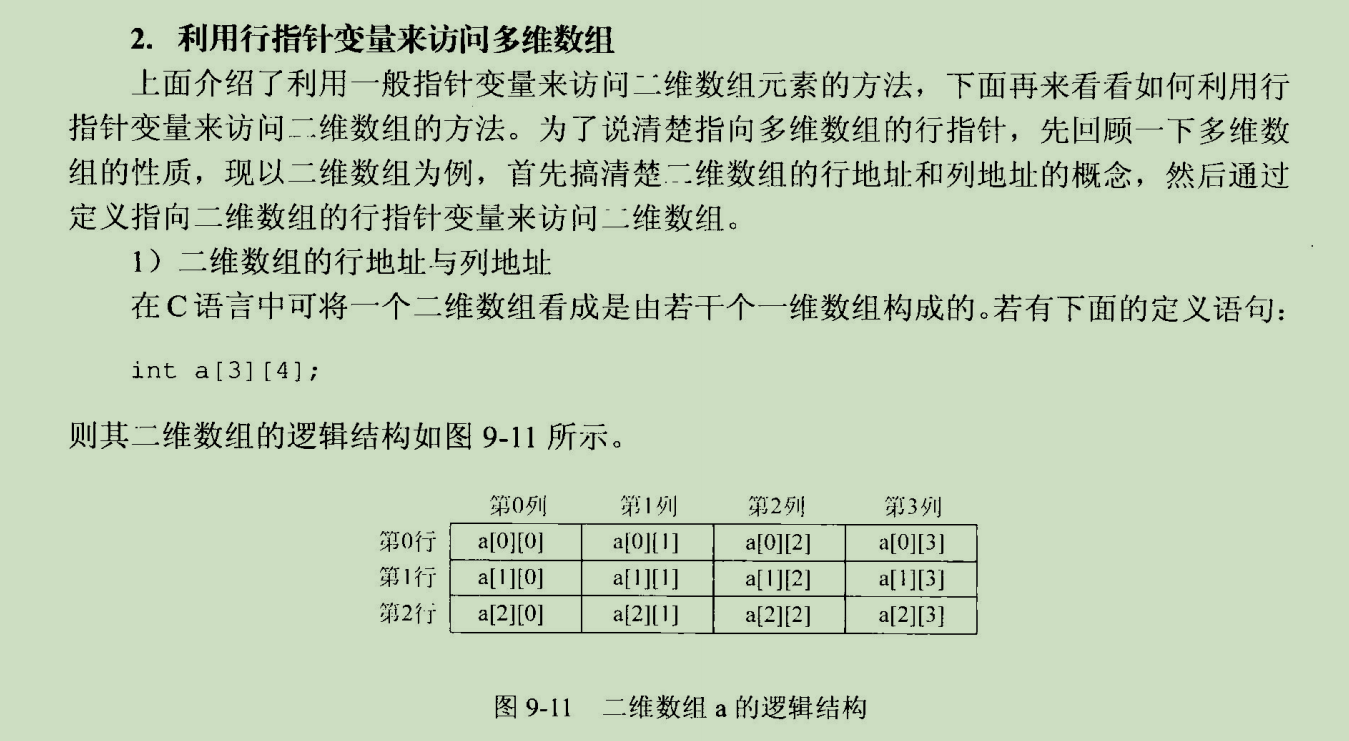 2. 利用行指针变量来访问多维数组
上面介绍了利用一般指针变量来访问二维数组元素的方法，下面再来看看如何利用行
指针变量来访问二维数组的方法。为了说清楚指向多维数组的行指针，先回顾一下多维数
组的性质，现以二维数组为例，首先搞清楚二维数组的行地址和列地址的概念，然后通过
定义指向二维数组的行指针变量来访问二维数组。
1）二维数组的行地址与列地址
在C语言中可将一个二维数组看成是由若干个一维数组构成的。若有下面的定义语句：
int a[3][4];
则其二维数组的逻辑结构如图 9-11 所示。
第0列 第1列 第2列 第3列
第0行 a[0][0] a[0][1] a[0][2] a[0][3]
第1行 a[1][0] a[1][1] a[1][2] a[1][3]
第2行 a[2][0] a[2][1] a[2][2] a[2][3]
图 9-11 二维数组 a 的逻辑结构